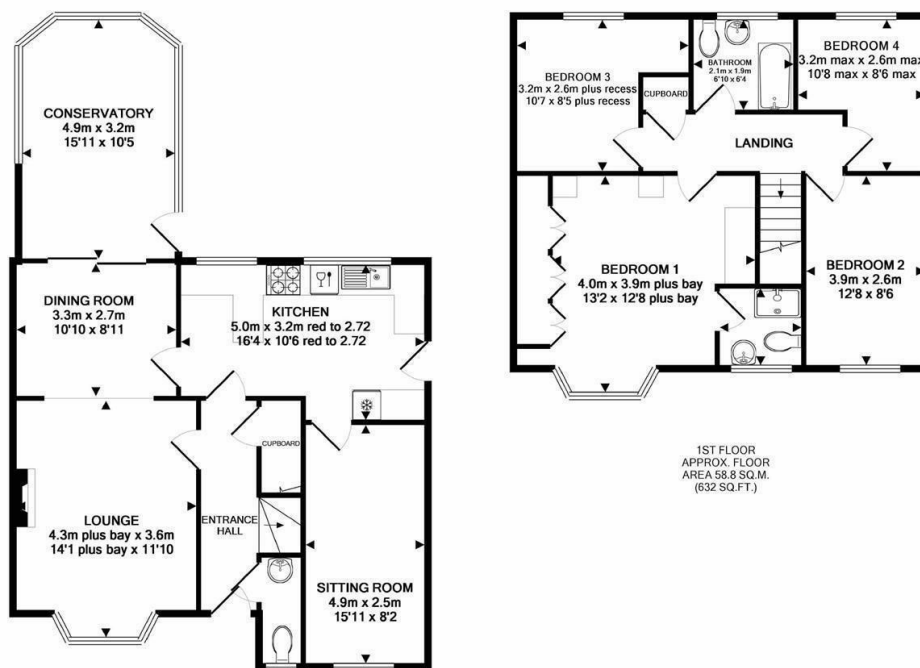 CONSERVATORY
4.9m x 3.2m
15'11 x 10'5
DINING ROOM
3.3m x 2.7m
10'10 x 8'11
KITCHEN
5.0m x 3.2m red to 2.72
16'4 x 10'6 red to 2.72
CUPBOARD
LOUNGE
4.3m plus bay x 3.6m
14'1 plus bay x 11'10
ENTRANCE
HALL
SITTING ROOM
4.9m x 2.5m
15'11 x 8'2
BEDROOM 3
3.2m x 2.6m plus recess
10'7 x 8'5 plus recess
CUPBOARD
BATHROOM
2.1m x 1.9m
6'10 x 6'4
BEDROOM 4
3.2m max x 2.6m max
10'8 max x 8'6 max
LANDING
BEDROOM 1
4.0m x 3.9m plus bay
13'2 x 12'8 plus bay
BEDROOM 2
3.9m x 2.6m
12'8 x 8'6
1ST FLOOR
APPROX. FLOOR
AREA 58.8 SQ.M.
(632 SQ.FT.)